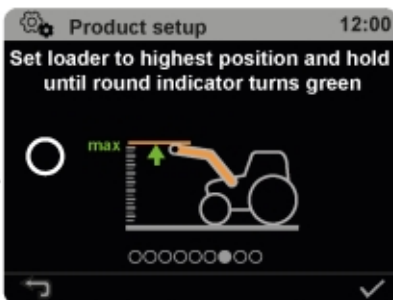 Product setup 12:00
Set loader to highest position and hold
until round indicator turns green
max